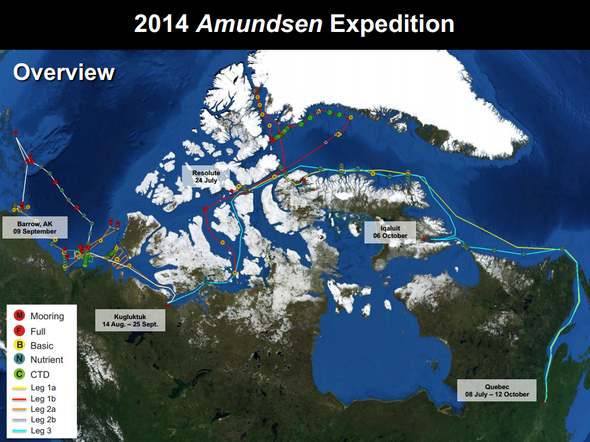 2014 Amundsen Expedition
Overview
Resolute
24 July
Barrow, AK
09 September
Iqaluit
06 October
Kugluktuk
14 Aug. – 25 Sept.
Quebec
08 July – 12 October
M Mooring
F Full
B Basic
N Nutrient
C CTD
Leg 1a
Leg 1b
Leg 2a
Leg 2b
Leg 3